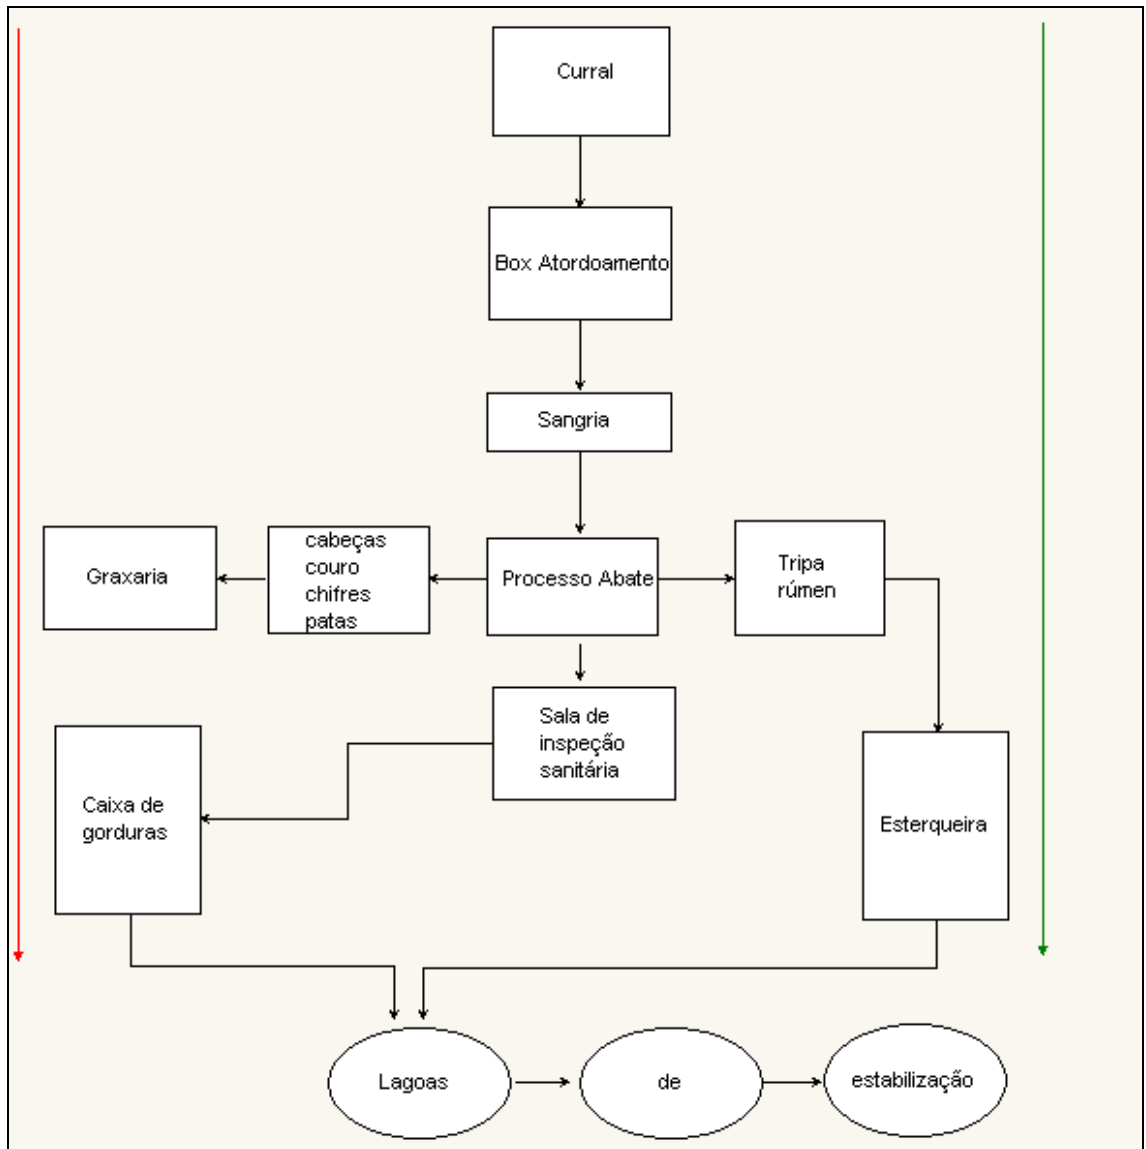 Curral
Box Atordoamento
Sangria
Graxaria
cabeças
couro
chifres
patas
Processo Abate
Tripa
rúmen
Sala de
inspeção
sanitária
Caixa de
gorduras
Esterqueira
Lagoas
de
estabilização